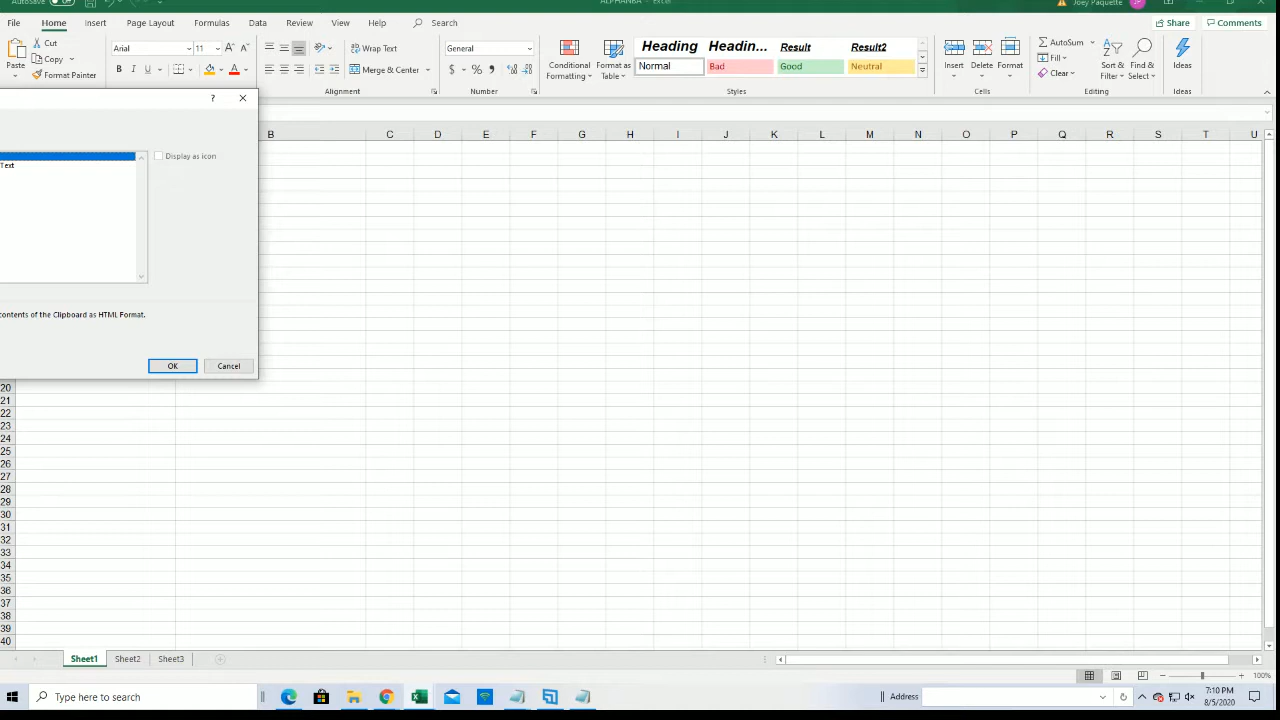 AutoSave Off ALPHANBA - Excel Joey Paquette JP
File Home Insert Page Layout Formulas Data Review View Help Search Share Comments
Paste Cut Copy Format Painter
Arial 11 A A
B I U A
Wrap Text
Merge & Center
General
$ %
Conditional Formatting Format as Table
Heading Headin... Result Result2
Normal Bad Good Neutral
Insert Delete Format
AutoSum Fill Clear
Sort & Filter Find & Select
Ideas
Alignment Number Styles Cells Editing Ideas
? ×
B C D E F G H I J K L M N O P Q R S T U
Display as icon
Text
contents of the Clipboard as HTML Format.
OK Cancel
20
21
22
23
24
25
26
27
28
29
30
31
32
33
34
35
36
37
38
39
40
Sheet1 Sheet2 Sheet3
100%
Type here to search
Address
7:10 PM
8/5/2020